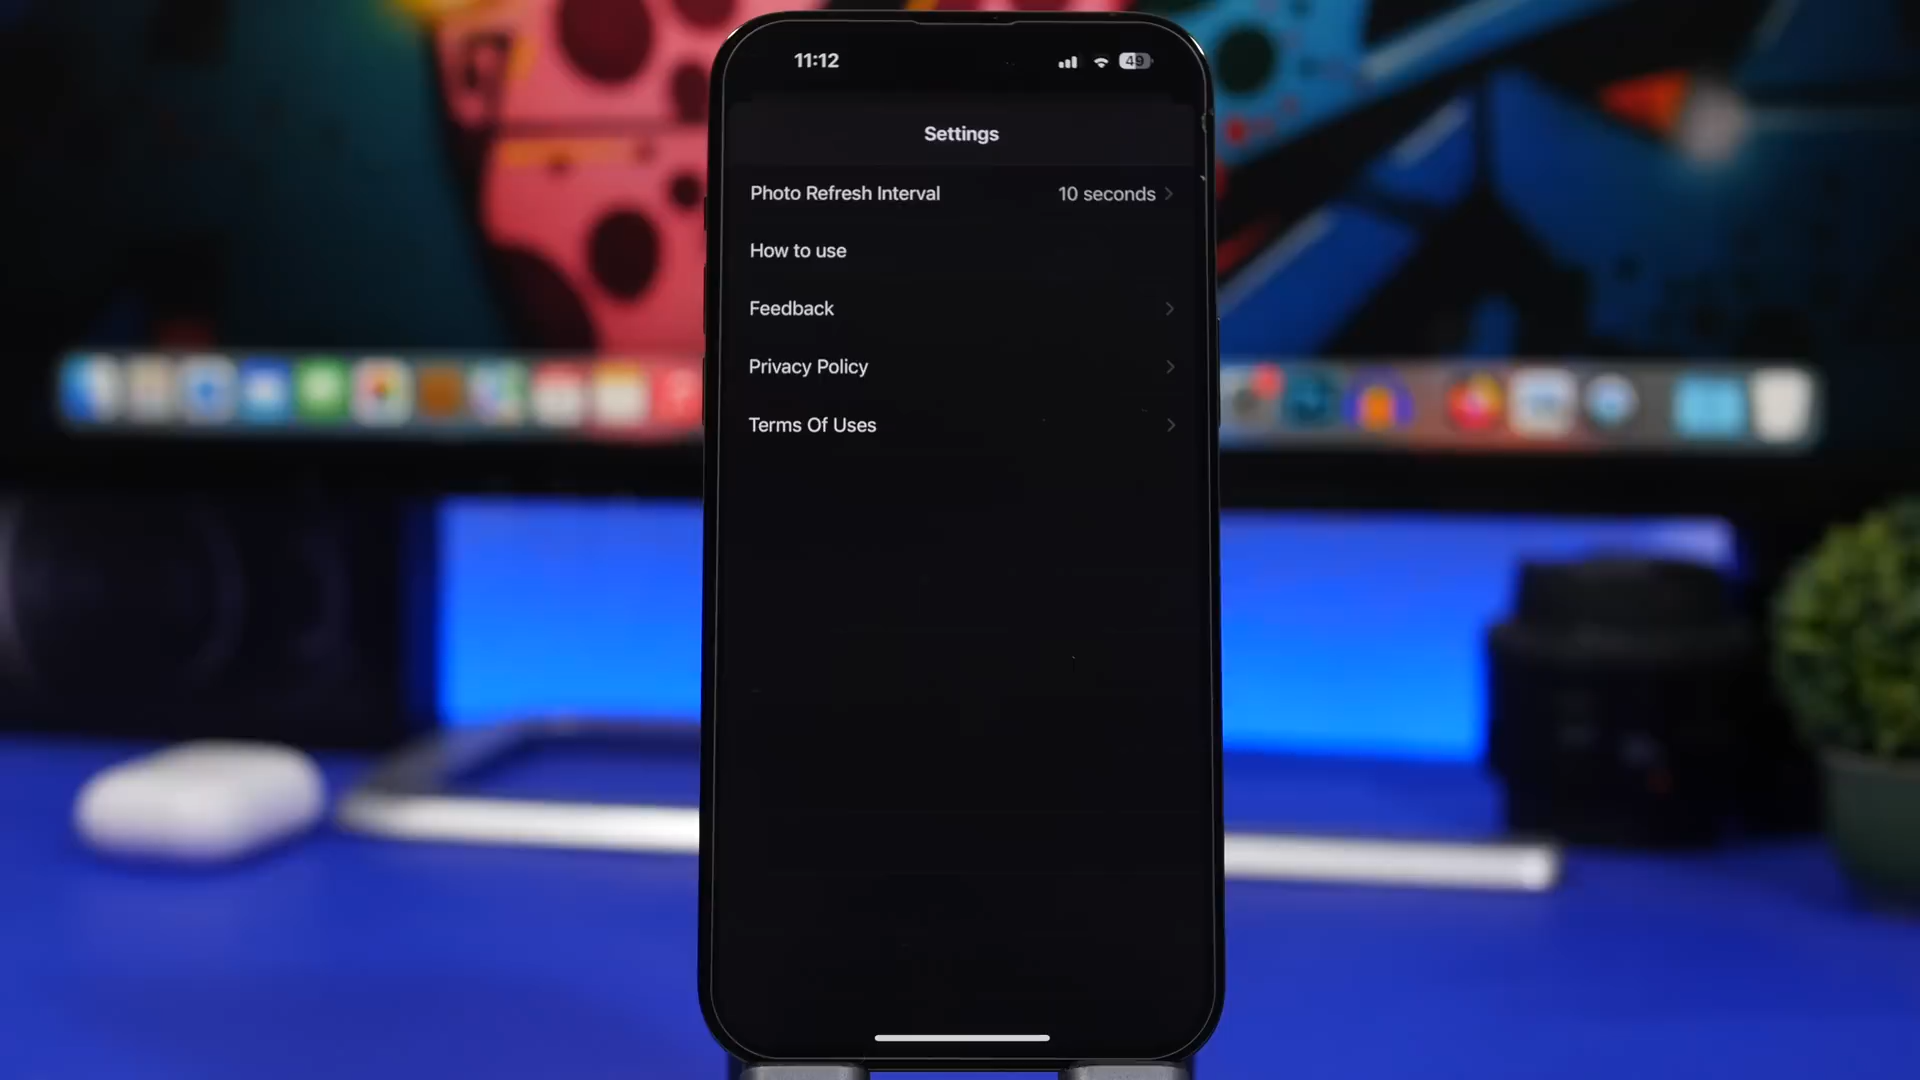 11:12
49
Settings
Photo Refresh Interval 10 seconds
How to use
Feedback
Privacy Policy
Terms Of Uses